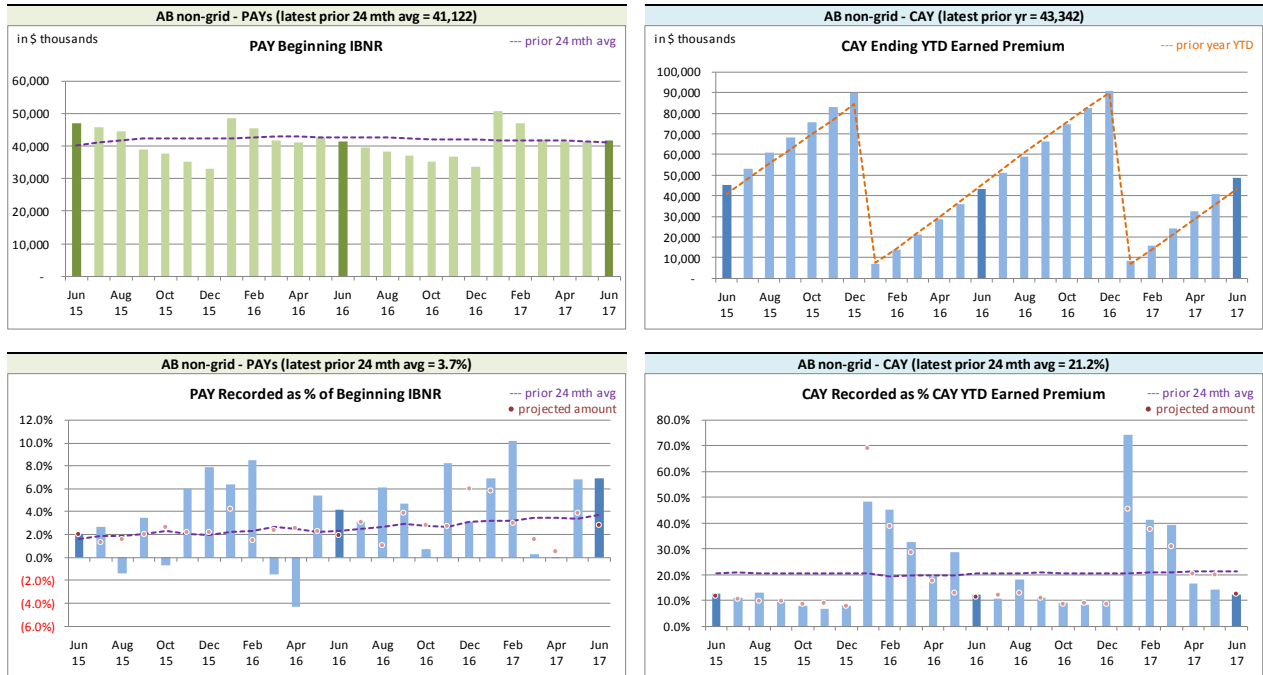 AB non-grid - PAYs (latest prior 24 mth avg = 41,122)
in $ thousands
PAY Beginning IBNR
--- prior 24 mth avg
60,000
50,000
40,000
30,000
20,000
10,000
-
Jun Aug Oct Dec Feb Apr Jun Aug Oct Dec Feb Apr Jun
15 15 15 15 16 16 16 16 16 16 17 17 17
AB non-grid - CAY (latest prior yr = 43,342)
in $ thousands
CAY Ending YTD Earned Premium
--- prior year YTD
100,000
90,000
80,000
70,000
60,000
50,000
40,000
30,000
20,000
10,000
-
Jun Aug Oct Dec Feb Apr Jun Aug Oct Dec Feb Apr Jun
15 15 15 15 16 16 16 16 16 16 17 17 17
AB non-grid - PAYs (latest prior 24 mth avg = 3.7%)
PAY Recorded as % of Beginning IBNR
--- prior 24 mth avg
● projected amount
12.0%
10.0%
8.0%
6.0%
4.0%
2.0%
0.0%
(2.0%)
(4.0%)
(6.0%)
Jun Aug Oct Dec Feb Apr Jun Aug Oct Dec Feb Apr Jun
15 15 15 15 16 16 16 16 16 16 17 17 17
AB non-grid - CAY (latest prior 24 mth avg = 21.2%)
CAY Recorded as % CAY YTD Earned Premium
--- prior 24 mth avg
● projected amount
80.0%
70.0%
60.0%
50.0%
40.0%
30.0%
20.0%
10.0%
0.0%
Jun Aug Oct Dec Feb Apr Jun Aug Oct Dec Feb Apr Jun
15 15 15 15 16 16 16 16 16 16 17 17 17